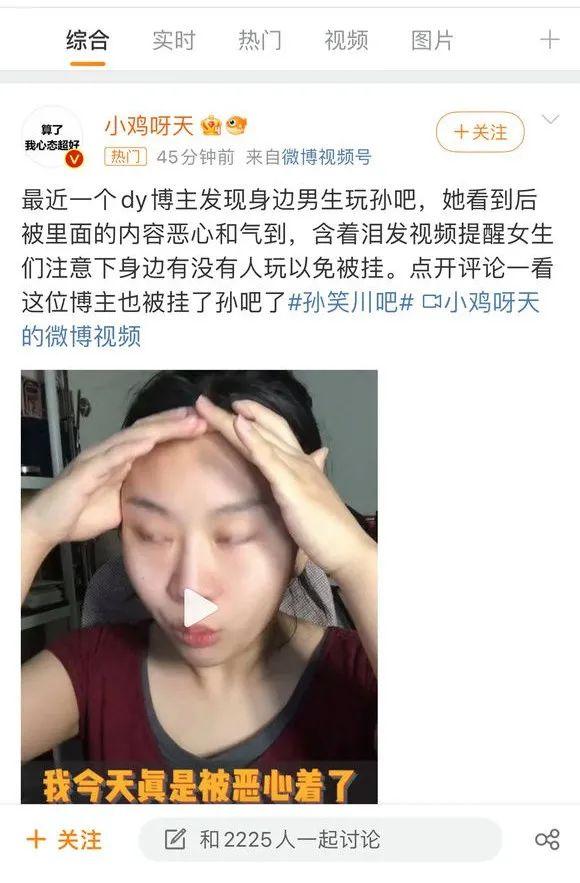 综合 实时 热门 视频 图片
算了
我心态超好
小鸡呀天
+关注
热门 45分钟前 来自微博视频号
最近一个dy博主发现身边男生玩孙吧，她看到后
被里面的内容恶心和气到，含着泪发视频提醒女生
们注意下身边有没有人玩以免被挂。点开评论一看
这位博主也被挂了孙吧了#孙笑川吧# 小鸡呀天
的微博视频
我今天真是被恶心着了
+ 关注 和2225人一起讨论